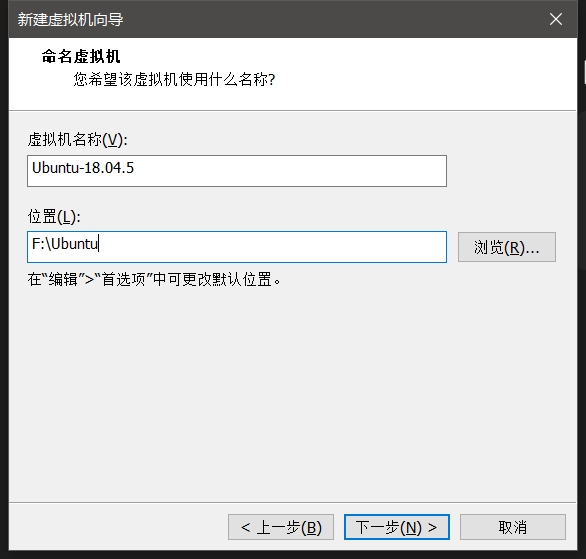 新建虚拟机向导
命名虚拟机
您希望该虚拟机使用什么名称?
虚拟机名称(V):
Ubuntu-18.04.5
位置(L):
F:\Ubuntu
浏览(R)...
在“编辑”>“首选项”中可更改默认位置。
< 上一步(B)
下一步(N) >
取消